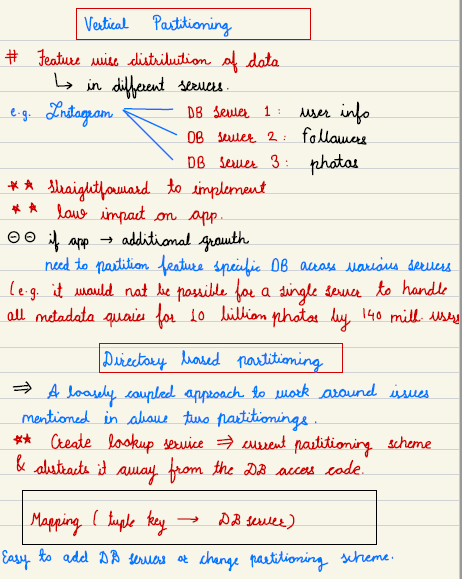 Vertical Partitioning
# Feature wise distribution of data
↳ in different servers.
e.g. Instagram DB server 1: user info
DB server 2: followers
DB server 3: photos
** straightforward to implement
** low impact on app.
⊖⊖ if app → additional growth
need to partition feature specific DB across various servers
(e.g. it would not be possible for a single server to handle
all metadata queries for 10 billion photos by 140 mill. users
Directory based partitioning
⇒ A loosely coupled approach to work around issues
mentioned in above two partitionings.
** Create lookup service ⇒ current partitioning scheme
& abstracts it away from the DB access code.
Mapping (tuple key → DB server)
Easy to add DB servers or change partitioning scheme.